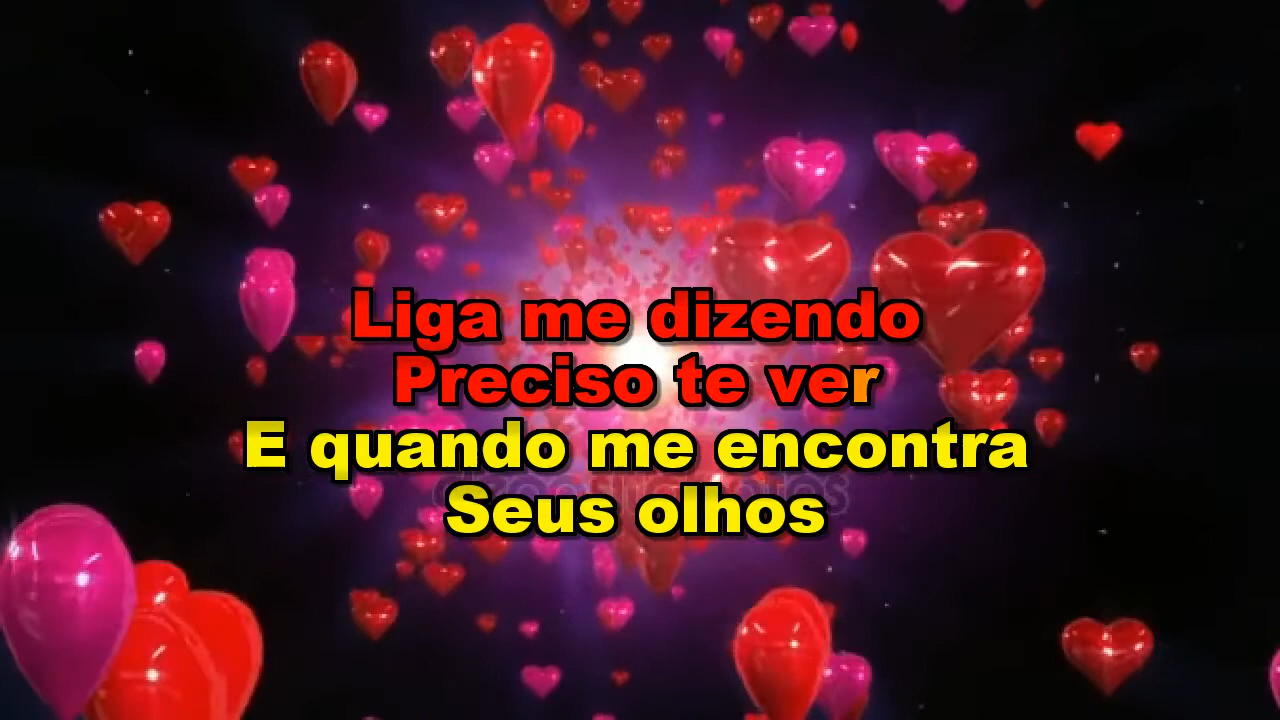 Liga me dizendo
Preciso te ver
E quando me encontra
Seus olhos